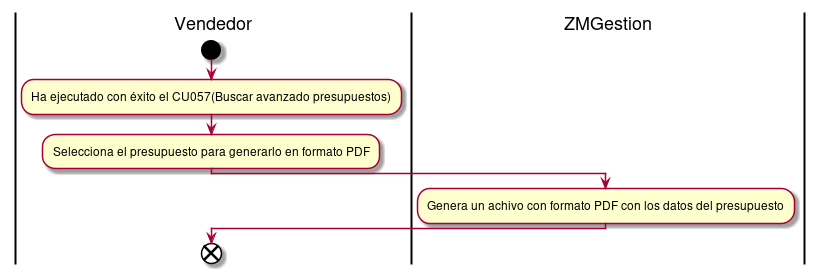 Vendedor
ZMGestion
Ha ejecutado con éxito el CU057(Buscar avanzado presupuestos)
Selecciona el presupuesto para generarlo en formato PDF
Genera un achivo con formato PDF con los datos del presupuesto